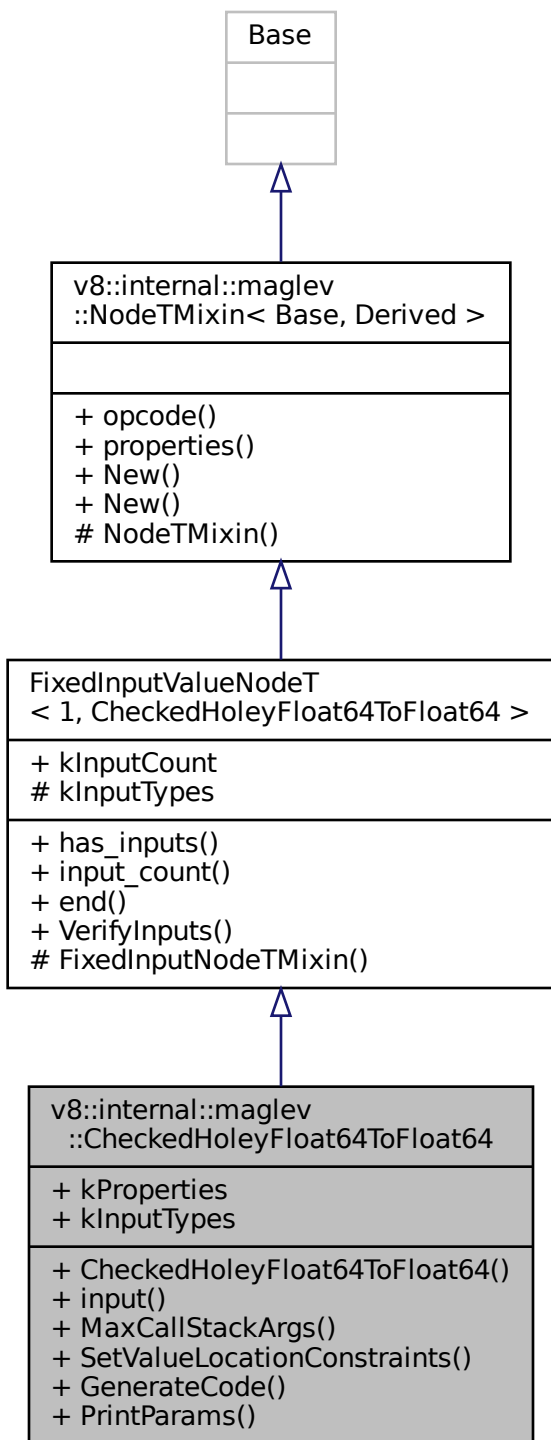 Base
v8::internal::maglev
::NodeTMixin< Base, Derived >
+ opcode()
+ properties()
+ New()
+ New()
# NodeTMixin()
FixedInputValueNodeT
< 1, CheckedHoleyFloat64ToFloat64 >
+ kInputCount
# kInputTypes
+ has_inputs()
+ input_count()
+ end()
+ VerifyInputs()
# FixedInputNodeTMixin()
v8::internal::maglev
::CheckedHoleyFloat64ToFloat64
+ kProperties
+ kInputTypes
+ CheckedHoleyFloat64ToFloat64()
+ input()
+ MaxCallStackArgs()
+ SetValueLocationConstraints()
+ GenerateCode()
+ PrintParams()